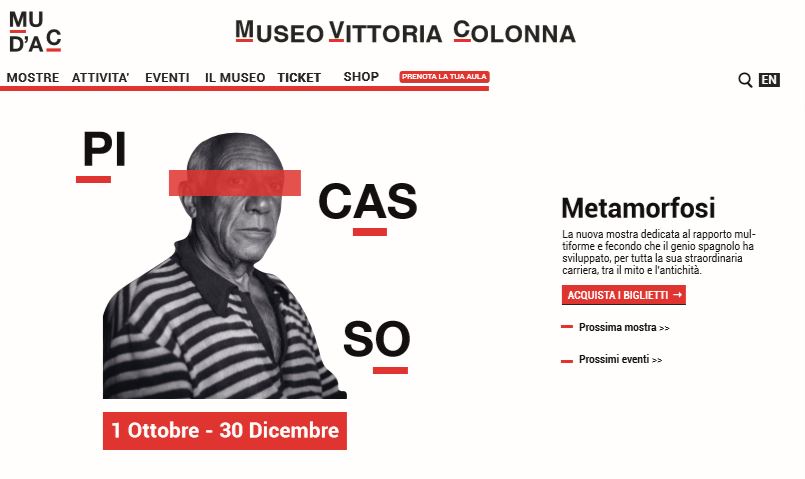 MU
D'AC
MUSEO VITTORIA COLONNA
MOSTRE ATTIVITA' EVENTI IL MUSEO TICKET SHOP PRENOTA LA TUA AULA EN
PI
CAS
SO
1 Ottobre - 30 Dicembre
Metamorfosi
La nuova mostra dedicata al rapporto mul-
tiforme e fecondo che il genio spagnolo ha
sviluppato, per tutta la sua straordinaria
carriera, tra il mito e l'antichità.
ACQUISTA I BIGLIETTI →
Prossima mostra >>
Prossimi eventi >>